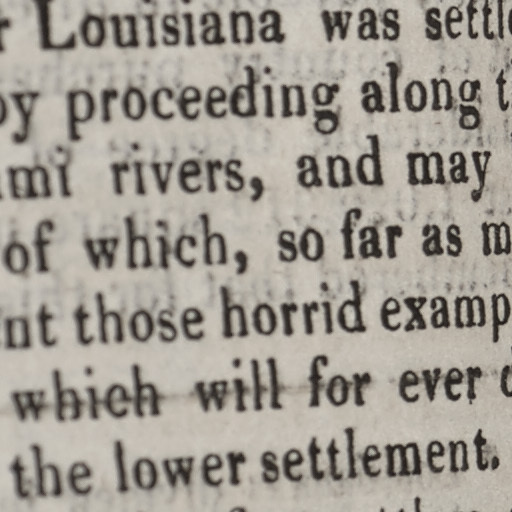 r Louisiana was settle
by proceeding along t
mi rivers, and may
of which, so far as m
nt those horrid examp
which will for ever
the lower settlement.